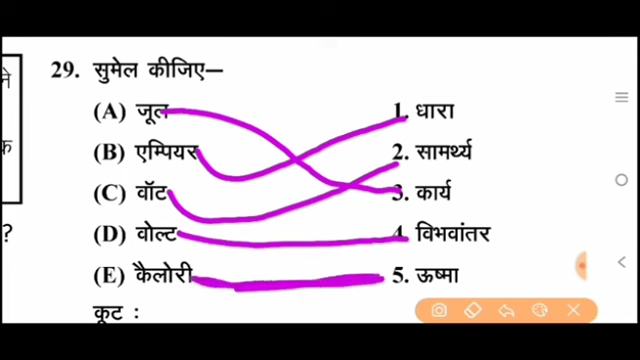 ने
29. सुमेल कीजिए–
(A) जूल 1. धारा
(B) एम्पियर 2. सामर्थ्य
क
(C) वॉट 3. कार्य
(D) वोल्ट 4. विभवांतर
?
(E) कैलोरी 5. ऊष्मा
कूट :